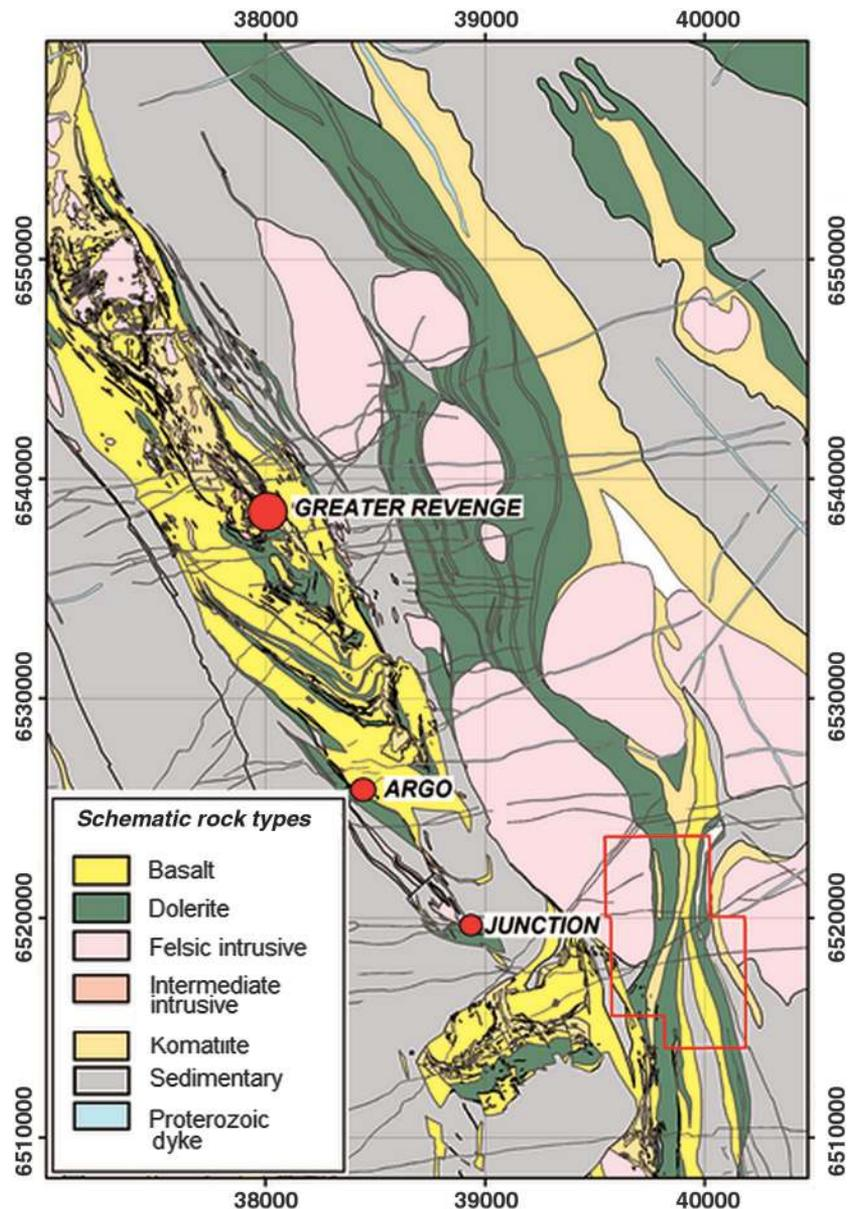 38000 39000 40000
6550000 6550000
6540000 6540000
GREATER REVENGE
6530000 6530000
ARGO
Schematic rock types
Basalt
Dolerite
Felsic intrusive
Intermediate
intrusive
Komatiite
Sedimentary
Proterozoic
dyke
6520000 6520000
JUNCTION
6510000 6510000
38000 39000 40000